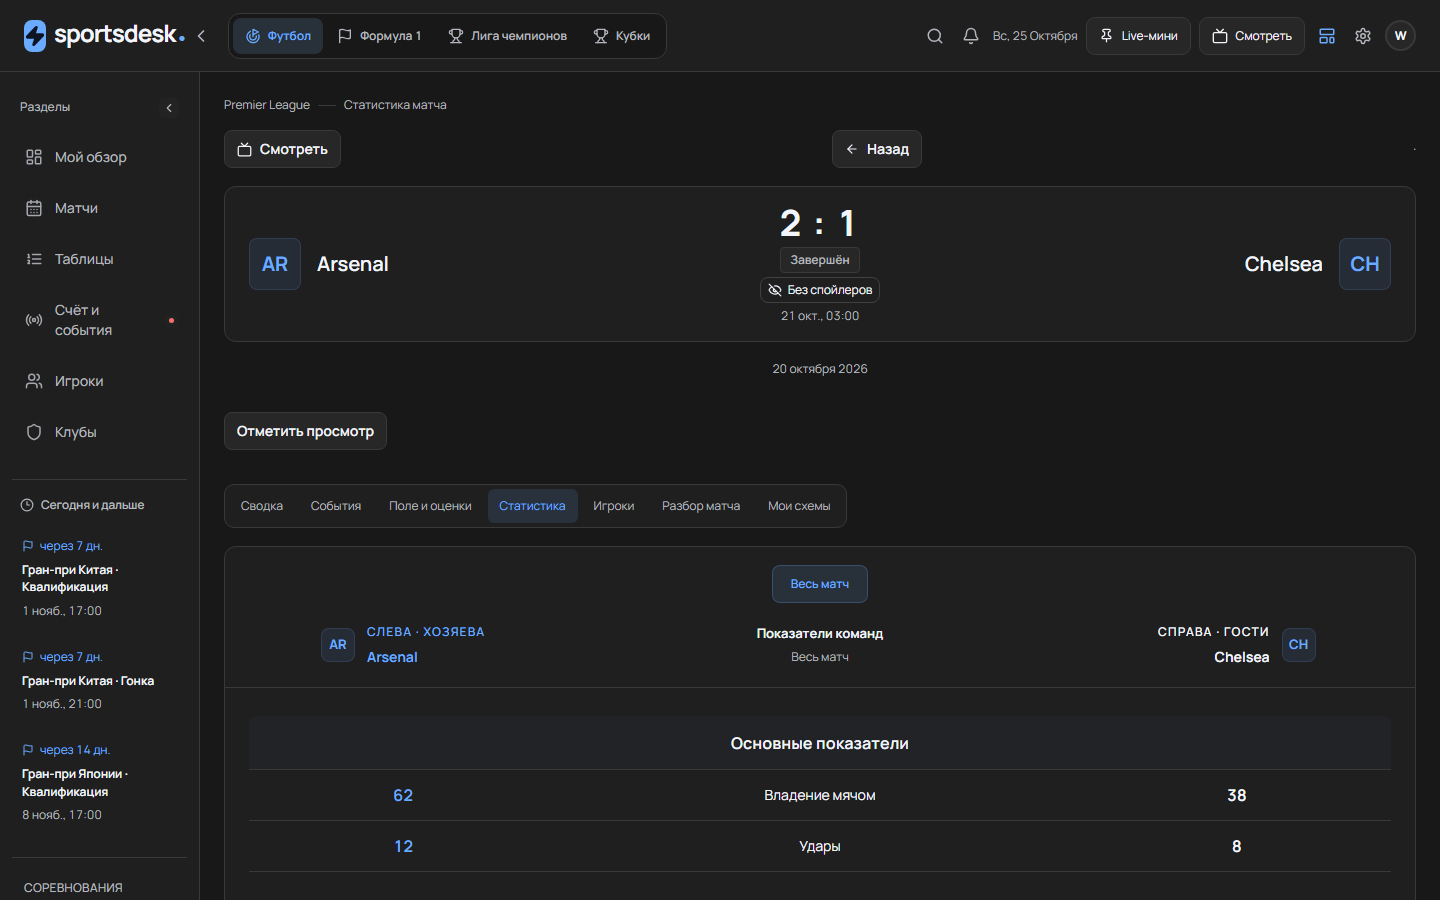 sportsdesk.
Футбол
Формула 1
Лига чемпионов
Кубки
Вс, 25 Октября
Live-мини
Смотреть
W
Разделы
Мой обзор
Матчи
Таблицы
Счёт и
события
Игроки
Клубы
Сегодня и дальше
через 7 дн.
Гран-при Китая ·
Квалификация
1 нояб., 17:00
через 7 дн.
Гран-при Китая · Гонка
1 нояб., 21:00
через 14 дн.
Гран-при Японии ·
Квалификация
8 нояб., 17:00
СОРЕВНОВАНИЯ
Premier League — Статистика матча
Смотреть
Назад
AR Arsenal
2 : 1
Завершён
Без спойлеров
21 окт., 03:00
Chelsea CH
20 октября 2026
Отметить просмотр
Сводка
События
Поле и оценки
Статистика
Игроки
Разбор матча
Мои схемы
Весь матч
AR
СЛЕВА · ХОЗЯЕВА
Arsenal
Показатели команд
Весь матч
СПРАВА · ГОСТИ
Chelsea
CH
Основные показатели
62 Владение мячом 38
12 Удары 8